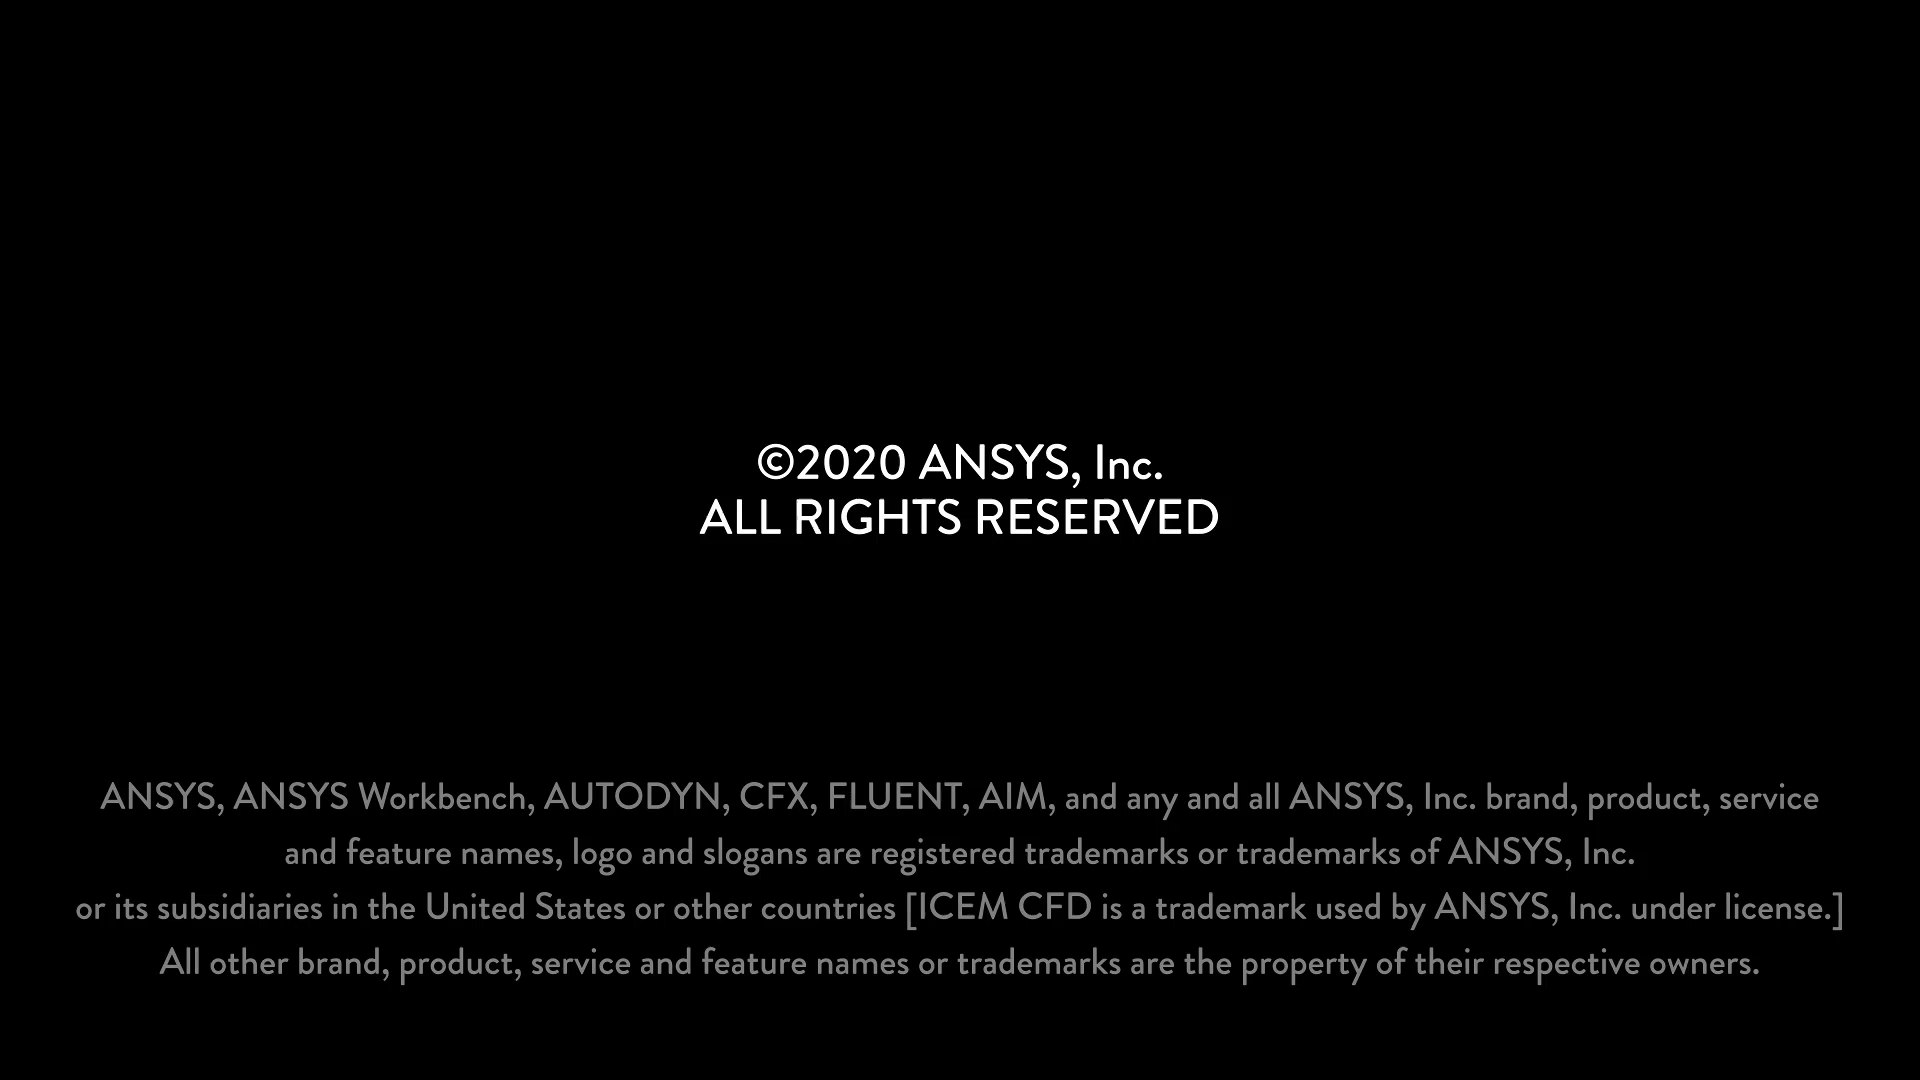 ©2020 ANSYS, Inc.
ALL RIGHTS RESERVED
ANSYS, ANSYS Workbench, AUTODYN, CFX, FLUENT, AIM, and any and all ANSYS, Inc. brand, product, service
and feature names, logo and slogans are registered trademarks or trademarks of ANSYS, Inc.
or its subsidiaries in the United States or other countries [ICEM CFD is a trademark used by ANSYS, Inc. under license.]
All other brand, product, service and feature names or trademarks are the property of their respective owners.